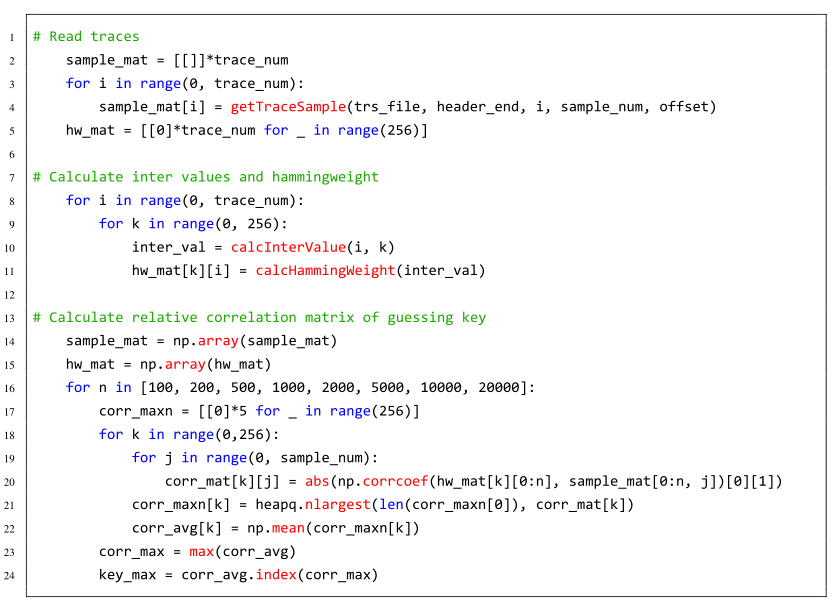 1 # Read traces
2     sample_mat = [[]]*trace_num
3     for i in range(0, trace_num):
4         sample_mat[i] = getTraceSample(trs_file, header_end, i, sample_num, offset)
5     hw_mat = [[0]*trace_num for _ in range(256)]
6
7 # Calculate inter values and hammingweight
8     for i in range(0, trace_num):
9         for k in range(0, 256):
10             inter_val = calcInterValue(i, k)
11             hw_mat[k][i] = calcHammingWeight(inter_val)
12
13 # Calculate relative correlation matrix of guessing key
14     sample_mat = np.array(sample_mat)
15     hw_mat = np.array(hw_mat)
16     for n in [100, 200, 500, 1000, 2000, 5000, 10000, 20000]:
17         corr_maxn = [[0]*5 for _ in range(256)]
18         for k in range(0,256):
19             for j in range(0, sample_num):
20                 corr_mat[k][j] = abs(np.corrcoef(hw_mat[k][0:n], sample_mat[0:n, j])[0][1])
21             corr_maxn[k] = heapq.nlargest(len(corr_maxn[0]), corr_mat[k])
22             corr_avg[k] = np.mean(corr_maxn[k])
23         corr_max = max(corr_avg)
24         key_max = corr_avg.index(corr_max)